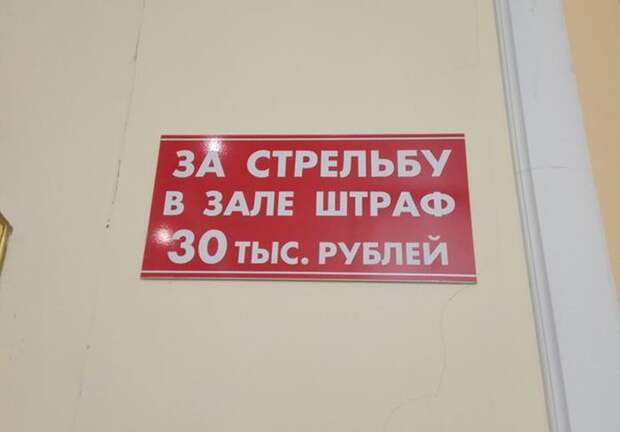 ЗА СТРЕЛЬБУ
В ЗАЛЕ ШТРАФ
30 ТЫС. РУБЛЕЙ